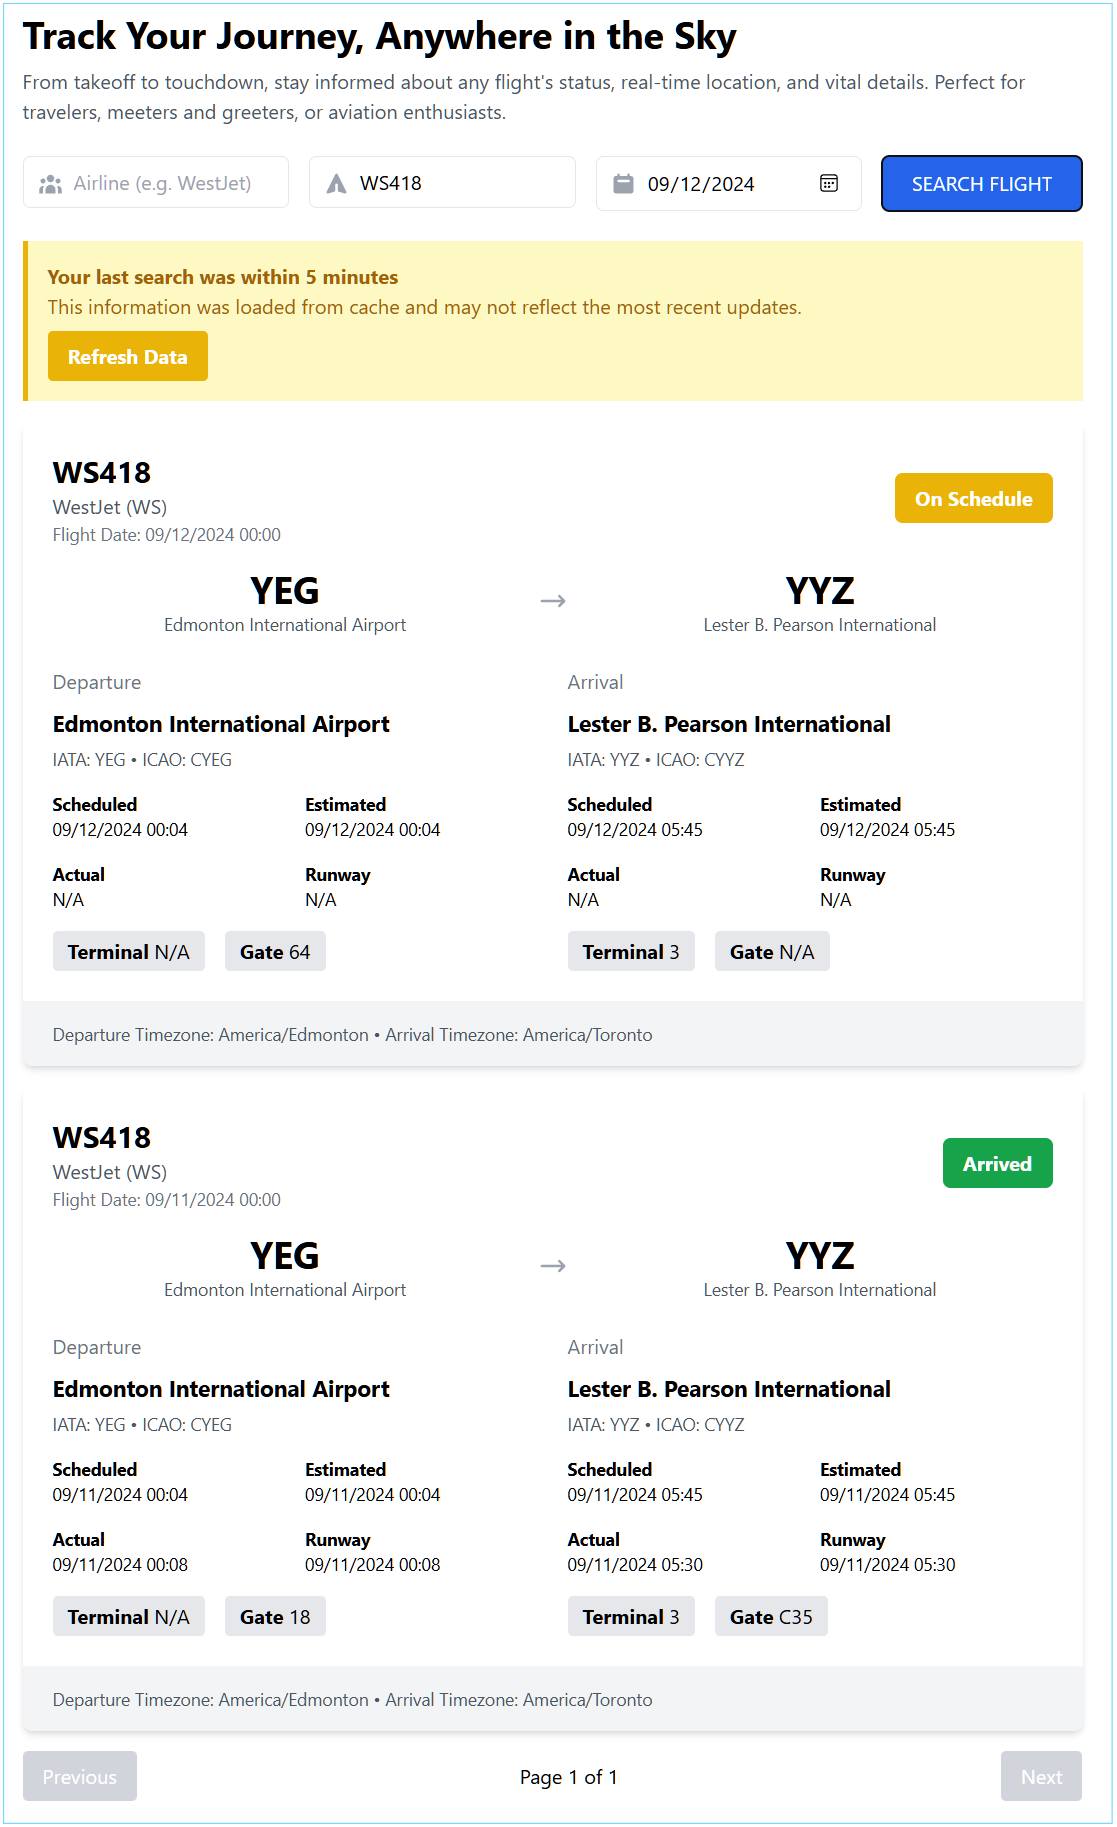 Track Your Journey, Anywhere in the Sky
From takeoff to touchdown, stay informed about any flight's status, real-time location, and vital details. Perfect for
travelers, meeters and greeters, or aviation enthusiasts.
Airline (e.g. WestJet) WS418 09/12/2024 SEARCH FLIGHT
Your last search was within 5 minutes
This information was loaded from cache and may not reflect the most recent updates.
Refresh Data
WS418
WestJet (WS)
On Schedule
Flight Date: 09/12/2024 00:00
YEG → YYZ
Edmonton International Airport Lester B. Pearson International
Departure Arrival
Edmonton International Airport Lester B. Pearson International
IATA: YEG • ICAO: CYEG IATA: YYZ • ICAO: CYYZ
Scheduled Estimated Scheduled Estimated
09/12/2024 00:04 09/12/2024 00:04 09/12/2024 05:45 09/12/2024 05:45
Actual Runway Actual Runway
N/A N/A N/A N/A
Terminal N/A Gate 64 Terminal 3 Gate N/A
Departure Timezone: America/Edmonton • Arrival Timezone: America/Toronto
WS418
WestJet (WS)
Arrived
Flight Date: 09/11/2024 00:00
YEG → YYZ
Edmonton International Airport Lester B. Pearson International
Departure Arrival
Edmonton International Airport Lester B. Pearson International
IATA: YEG • ICAO: CYEG IATA: YYZ • ICAO: CYYZ
Scheduled Estimated Scheduled Estimated
09/11/2024 00:04 09/11/2024 00:04 09/11/2024 05:45 09/11/2024 05:45
Actual Runway Actual Runway
09/11/2024 00:08 09/11/2024 00:08 09/11/2024 05:30 09/11/2024 05:30
Terminal N/A Gate 18 Terminal 3 Gate C35
Departure Timezone: America/Edmonton • Arrival Timezone: America/Toronto
Previous Page 1 of 1 Next